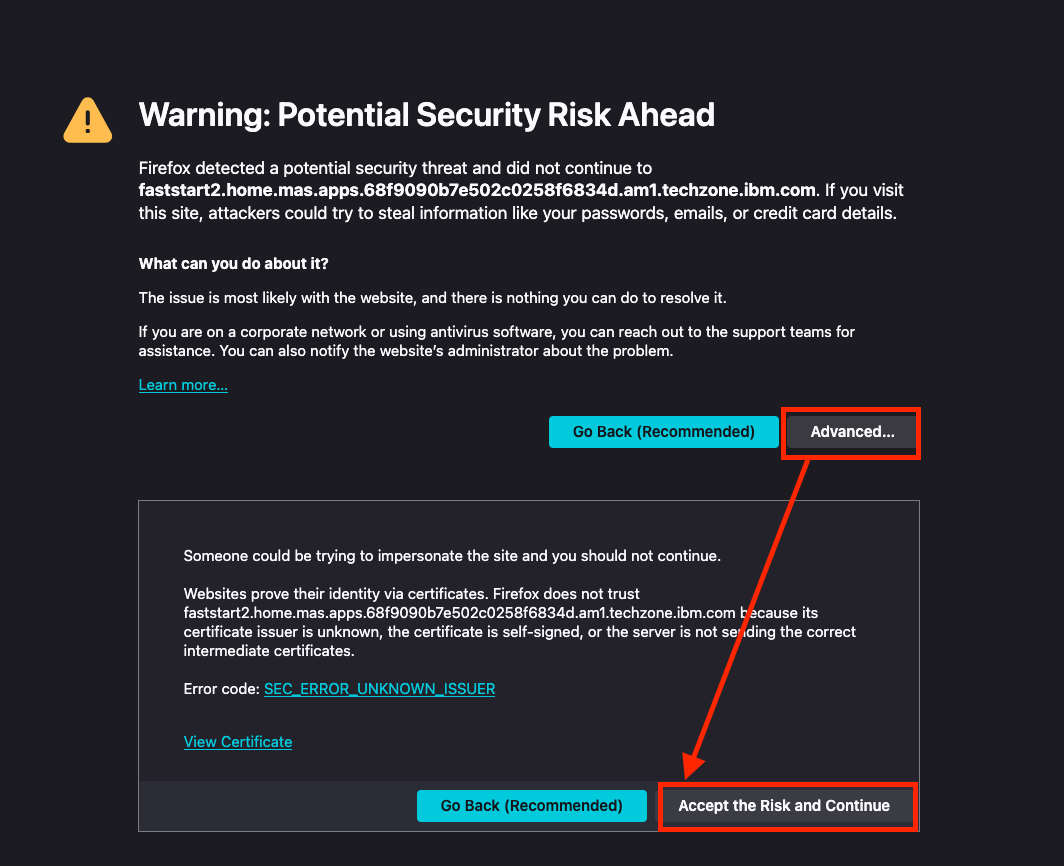 Warning: Potential Security Risk Ahead
Firefox detected a potential security threat and did not continue to
faststart2.home.mas.apps.68f9090b7e502c0258f6834d.am1.techzone.ibm.com. If you visit
this site, attackers could try to steal information like your passwords, emails, or credit card details.
What can you do about it?
The issue is most likely with the website, and there is nothing you can do to resolve it.
If you are on a corporate network or using antivirus software, you can reach out to the support teams for
assistance. You can also notify the website's administrator about the problem.
Learn more...
Go Back (Recommended) Advanced...
Someone could be trying to impersonate the site and you should not continue.
Websites prove their identity via certificates. Firefox does not trust
faststart2.home.mas.apps.68f9090b7e502c0258f6834d.am1.techzone.ibm.com because its
certificate issuer is unknown, the certificate is self-signed, or the server is not sending the correct
intermediate certificates.
Error code: SEC_ERROR_UNKNOWN_ISSUER
View Certificate
Go Back (Recommended) Accept the Risk and Continue